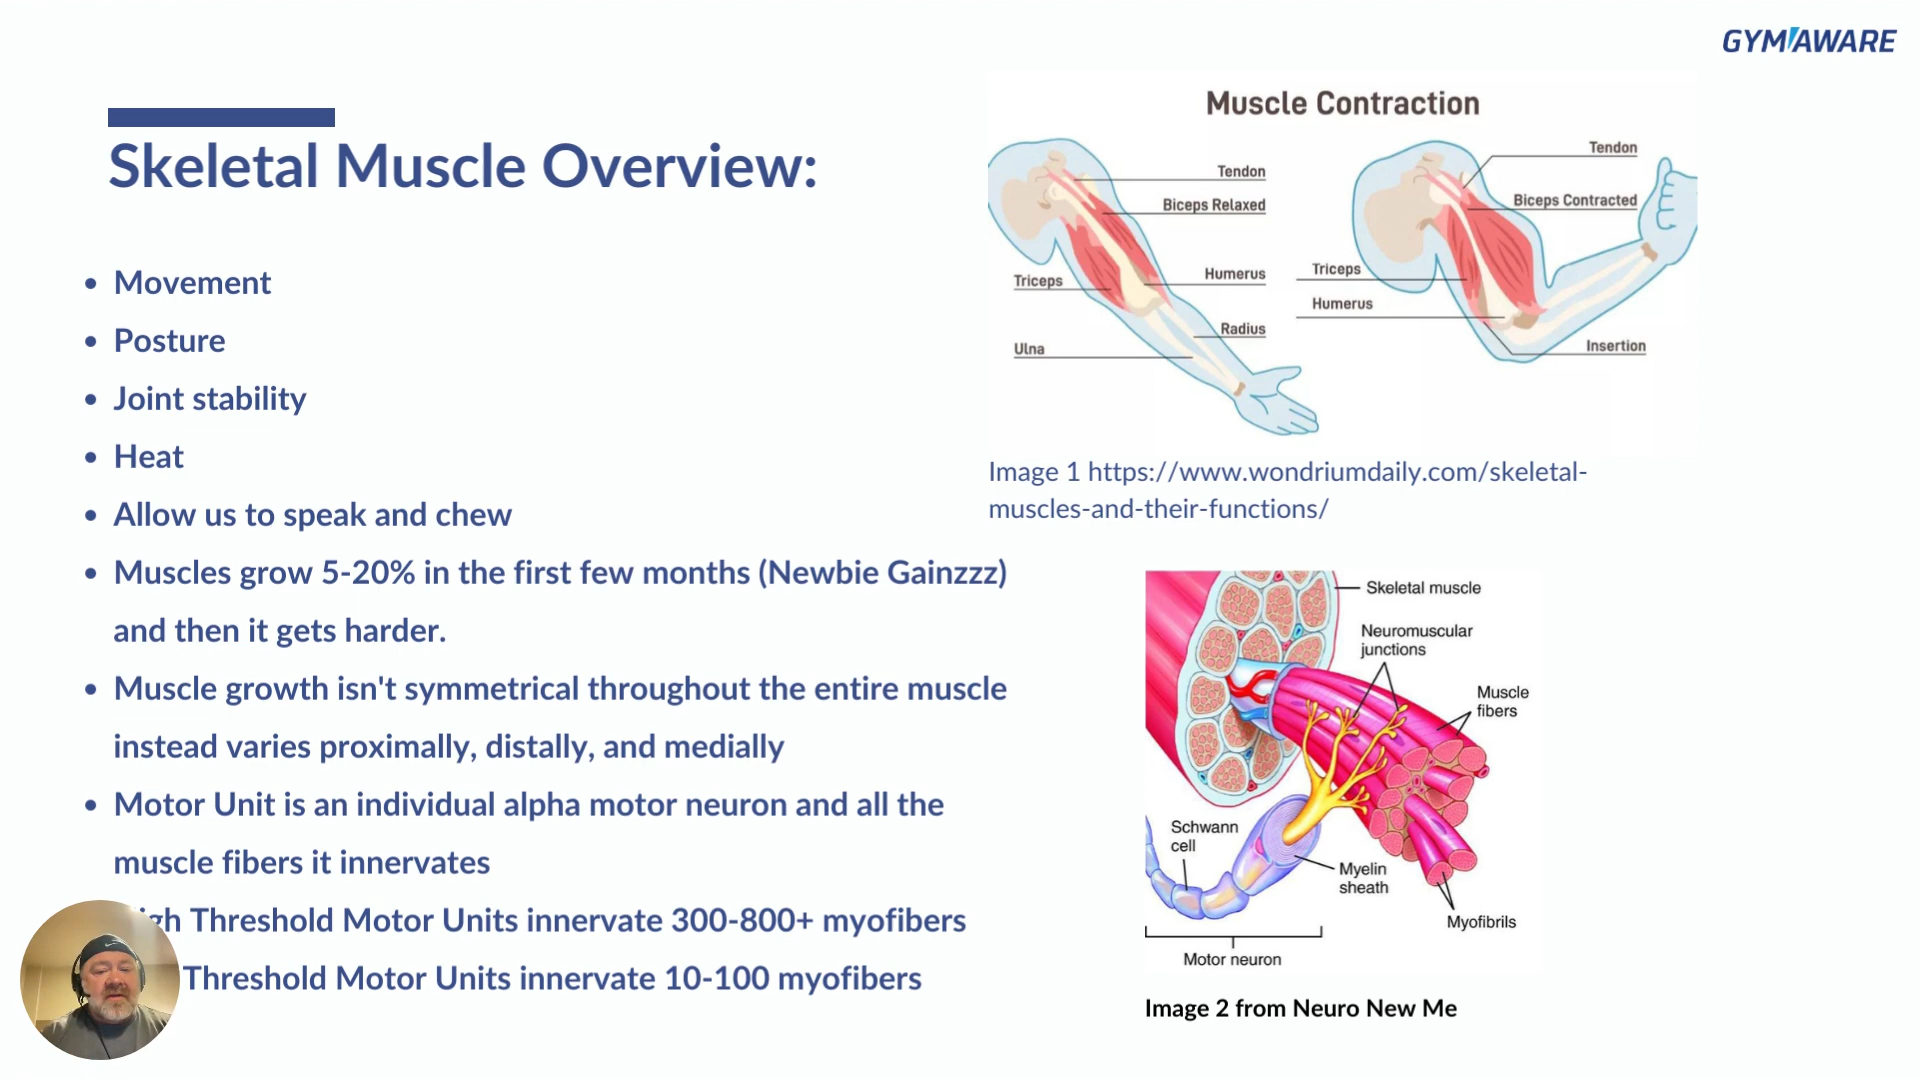 GYMAWARE
Skeletal Muscle Overview:
• Movement
• Posture
• Joint stability
• Heat
• Allow us to speak and chew
• Muscles grow 5-20% in the first few months (Newbie Gainzzz)
and then it gets harder.
• Muscle growth isn't symmetrical throughout the entire muscle
instead varies proximally, distally, and medially
• Motor Unit is an individual alpha motor neuron and all the
muscle fibers it innervates
Threshold Motor Units innervate 300-800+ myofibers
Threshold Motor Units innervate 10-100 myofibers
Muscle Contraction
Tendon
Biceps Relaxed
Triceps
Humerus
Radius
Ulna
Tendon
Biceps Contracted
Triceps
Humerus
Insertion
Image 1 https://www.wondriumdaily.com/skeletal-
muscles-and-their-functions/
Skeletal muscle
Neuromuscular
junctions
Muscle
fibers
Schwann
cell
Myelin
sheath
Myofibrils
Motor neuron
Image 2 from Neuro New Me